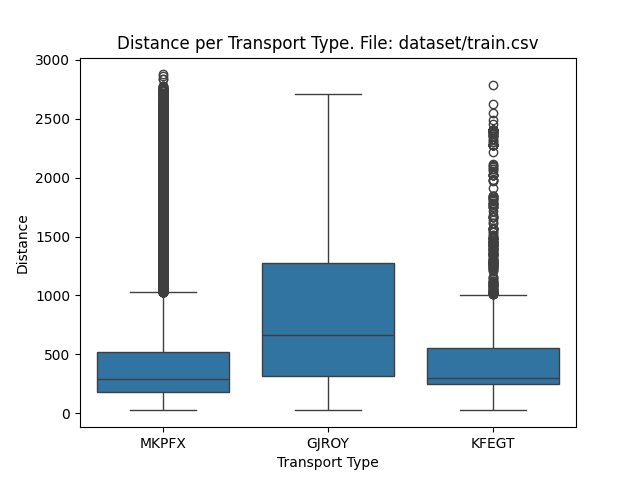 Distance per Transport Type. File: dataset/train.csv
3000
2500
2000
1500
1000
500
0
Distance
MKPFX GJROY KFEGT
Transport Type